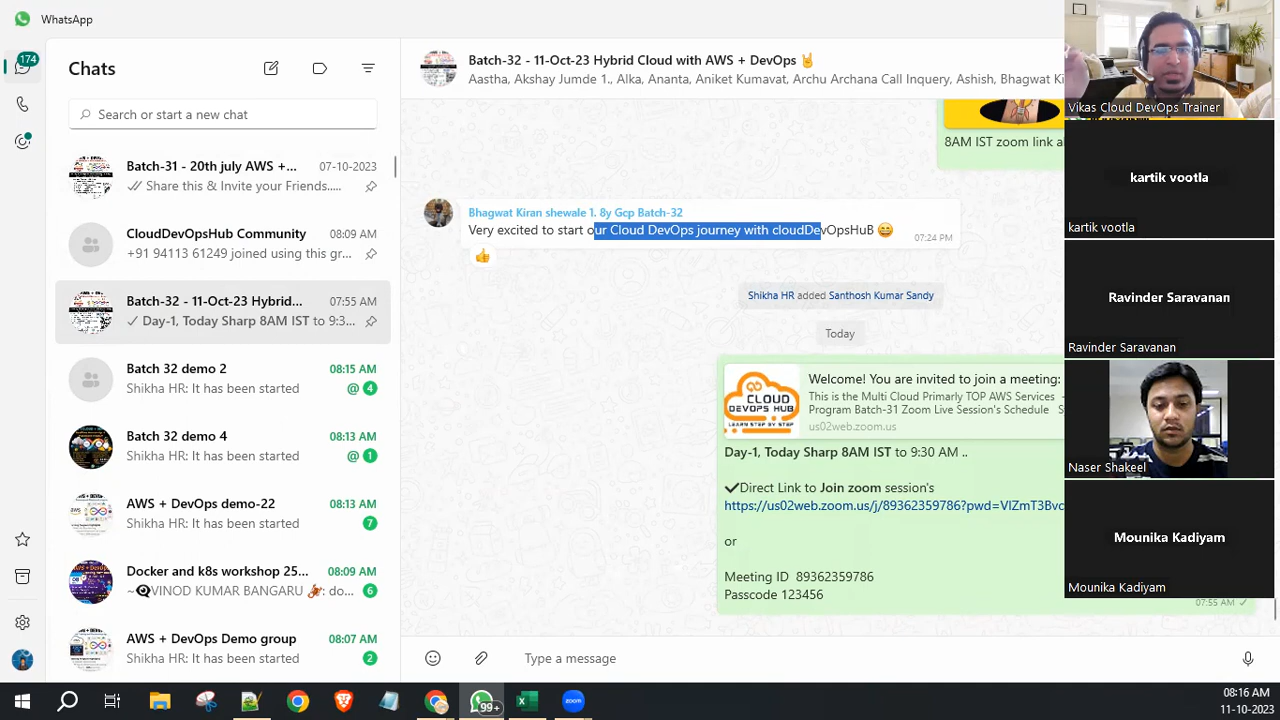 WhatsApp
174
Chats
Search or start a new chat
Batch-31 - 20th july AWS +... 07-10-2023
Share this & Invite your Friends.....
CloudDevOpsHub Community 08:09 AM
+91 94113 61249 joined using this gr...
Batch-32 - 11-Oct-23 Hybrid... 07:55 AM
Day-1, Today Sharp 8AM IST to 9:3...
Batch 32 demo 2 08:15 AM
Shikha HR: It has been started @ 4
Batch 32 demo 4 08:13 AM
Shikha HR: It has been started @ 1
AWS + DevOps demo-22 08:13 AM
Shikha HR: It has been started 7
Docker and k8s workshop 25... 08:09 AM
~👁‍🗨VINOD KUMAR BANGARU 🏇: do... 6
AWS + DevOps Demo group 08:07 AM
Shikha HR: It has been started 2
Batch-32 - 11-Oct-23 Hybrid Cloud with AWS + DevOps 🤘
Aastha, Akshay Jumde 1., Alka, Ananta, Aniket Kumavat, Archu Archara Call Inquery, Ashish, Bhagwat Ki
8AM IST zoom link a
Bhagwat Kiran shewale 1. 8y Gcp Batch-32
Very excited to start our Cloud DevOps journey with cloudDevOpsHub 😄 07:24 PM
👍
Shikha HR added Santhosh Kumar Sandy
Today
CLOUD
DEVOPS HUB
LEARN STEP BY STEP
Welcome! You are invited to join a meeting:
This is the Multi Cloud Primarly TOP AWS Services -
Program Batch-31 Zoom Live Session's Schedule S
us02web.zoom.us
Day-1, Today Sharp 8AM IST to 9:30 AM ..
✔Direct Link to Join zoom session's
https://us02web.zoom.us/j/89362359786?pwd=VlZmT3Bvc
or
Meeting ID 89362359786
Passcode 123456
07:55 AM
Type a message
Vikas Cloud DevOps Trainer
kartik vootla
kartik vootla
Ravinder Saravanan
Ravinder Saravanan
Naser Shakeel
Mounika Kadiyam
Mounika Kadiyam
99+
zoom
08:16 AM
11-10-2023